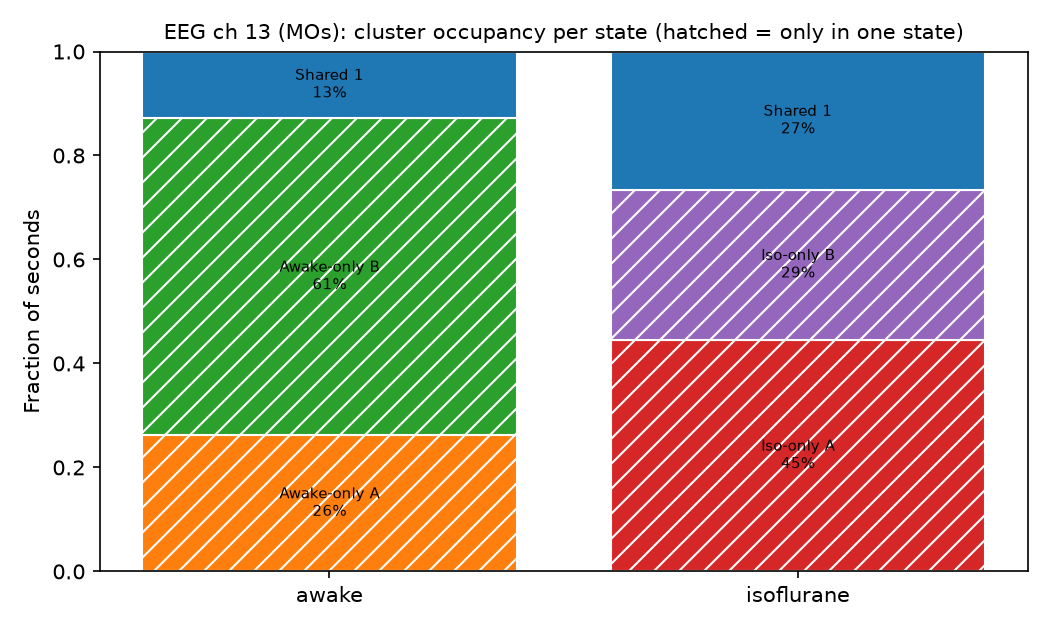 EEG ch 13 (MOs): cluster occupancy per state (hatched = only in one state)
Fraction of seconds
1.0
0.8
0.6
0.4
0.2
0.0
Shared 1
13%
Awake-only B
61%
Awake-only A
26%
Shared 1
27%
Iso-only B
29%
Iso-only A
45%
awake
isoflurane